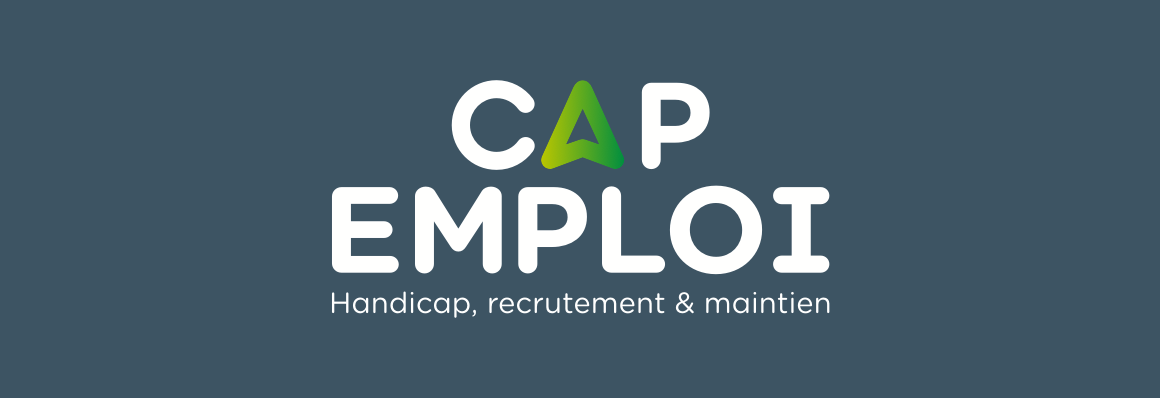 CAP
EMPLOI
Handicap, recrutement & maintien